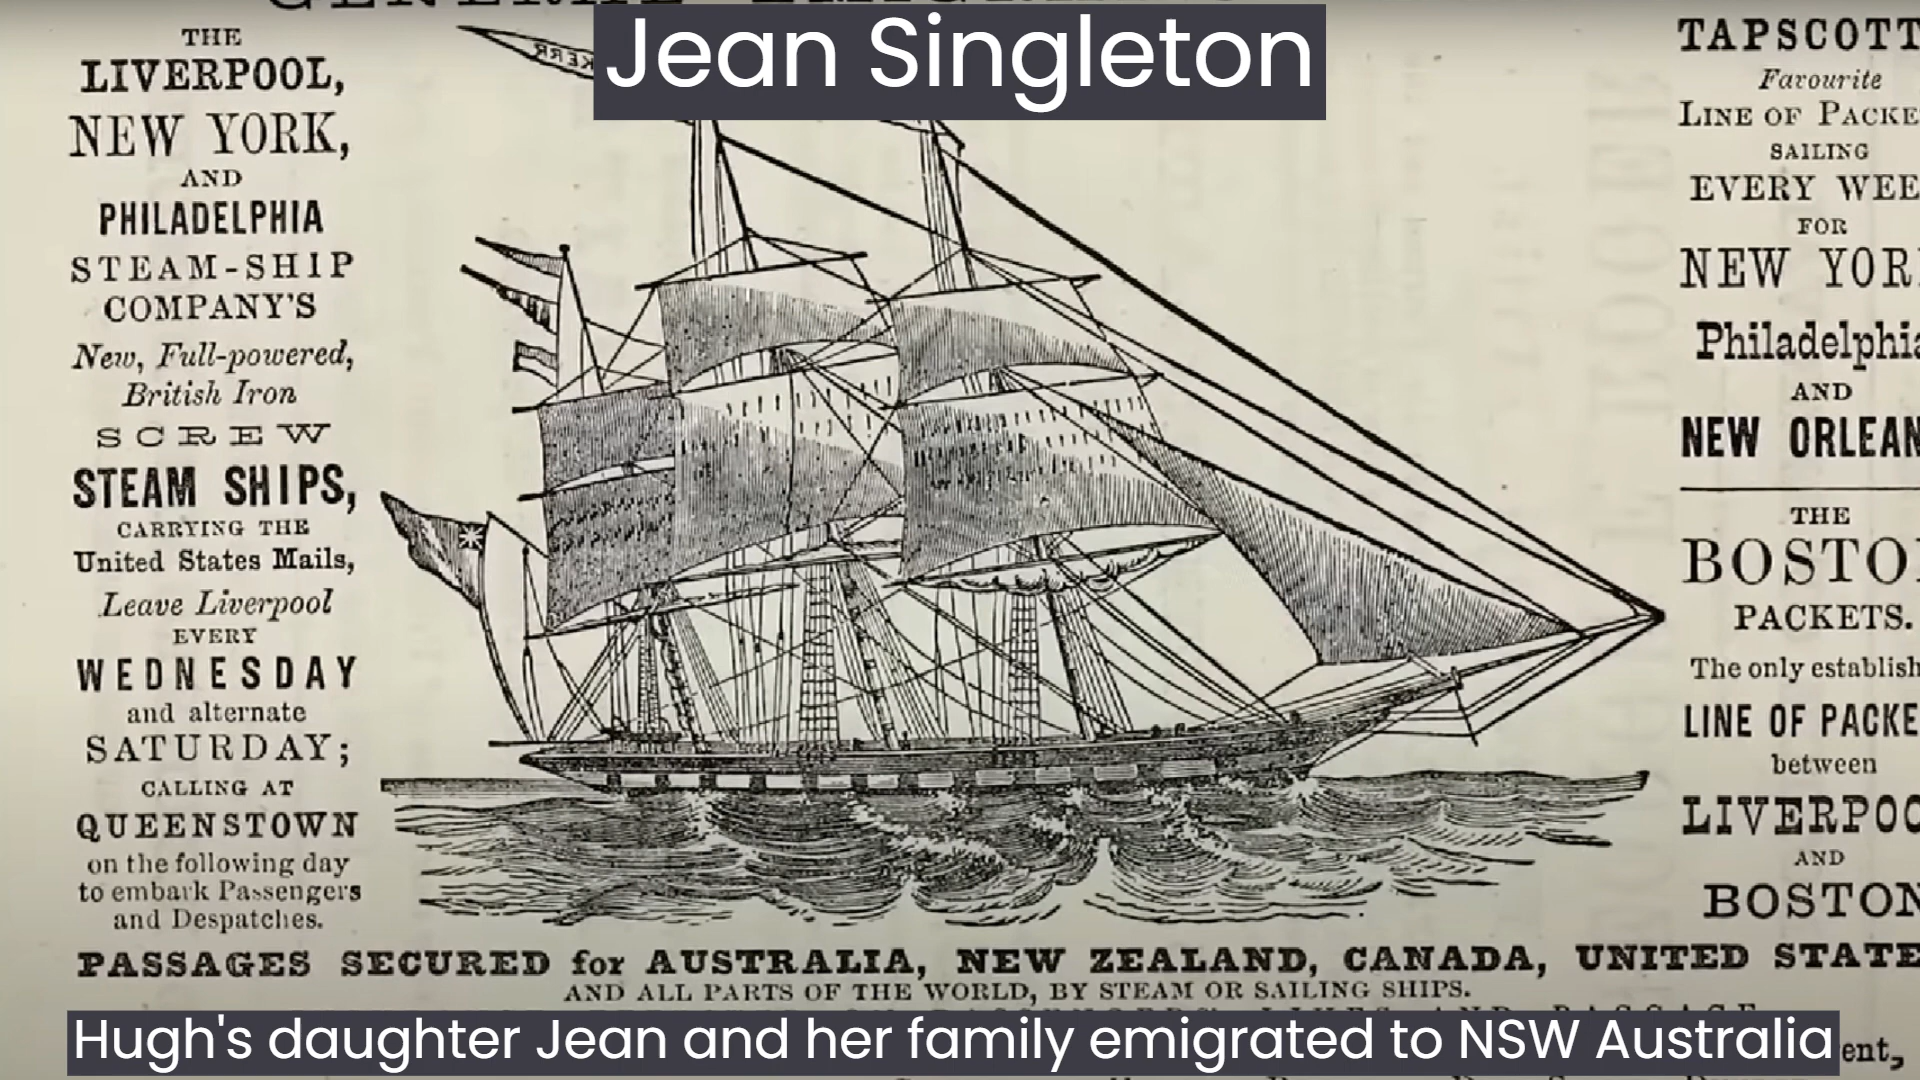 GENERAL EMIGRATION
Jean Singleton
THE
LIVERPOOL,
NEW YORK,
AND
PHILADELPHIA
STEAM-SHIP
COMPANY'S
New, Full-powered,
British Iron
SCREW
STEAM SHIPS,
CARRYING THE
United States Mails,
Leave Liverpool
EVERY
WEDNESDAY
and alternate
SATURDAY;
CALLING AT
QUEENSTOWN
on the following day
to embark Passengers
and Despatches.
TAPSCOTT
Favourite
LINE OF PACKE
SAILING
EVERY WEE
FOR
NEW YOR
Philadelphia
AND
NEW ORLEAN
THE
BOSTO
PACKETS.
The only establish
LINE OF PACKE
between
LIVERPOO
AND
BOSTON
PASSAGES SECURED for AUSTRALIA, NEW ZEALAND, CANADA, UNITED STATE
AND ALL PARTS OF THE WORLD, BY STEAM OR SAILING SHIPS.
Hugh's daughter Jean and her family emigrated to NSW Australia
ent,